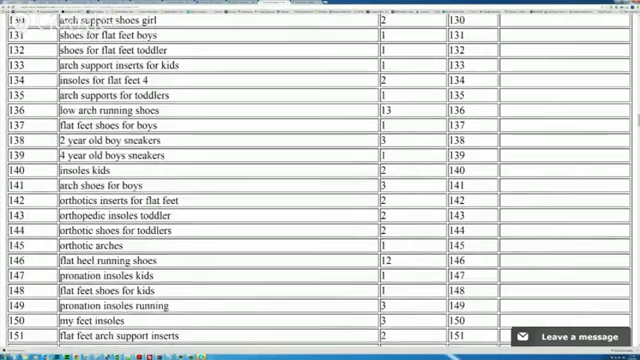 130 arch support shoes girl 2 130
131 shoes for flat feet boys 1 131
132 shoes for flat feet toddler 1 132
133 arch support inserts for kids 1 133
134 insoles for flat feet 4 2 134
135 arch supports for toddlers 1 135
136 low arch running shoes 13 136
137 flat feet shoes for boys 1 137
138 2 year old boy sneakers 3 138
139 4 year old boys sneakers 1 139
140 insoles kids 2 140
141 arch shoes for boys 3 141
142 orthotics inserts for flat feet 2 142
143 orthopedic insoles toddler 2 143
144 orthotic shoes for toddlers 2 144
145 orthotic arches 1 145
146 flat heel running shoes 12 146
147 pronation insoles kids 1 147
148 flat feet shoes for kids 1 148
149 pronation insoles running 3 149
150 my feet insoles 3 150
151 flat feet arch support inserts 2 151
Leave a message